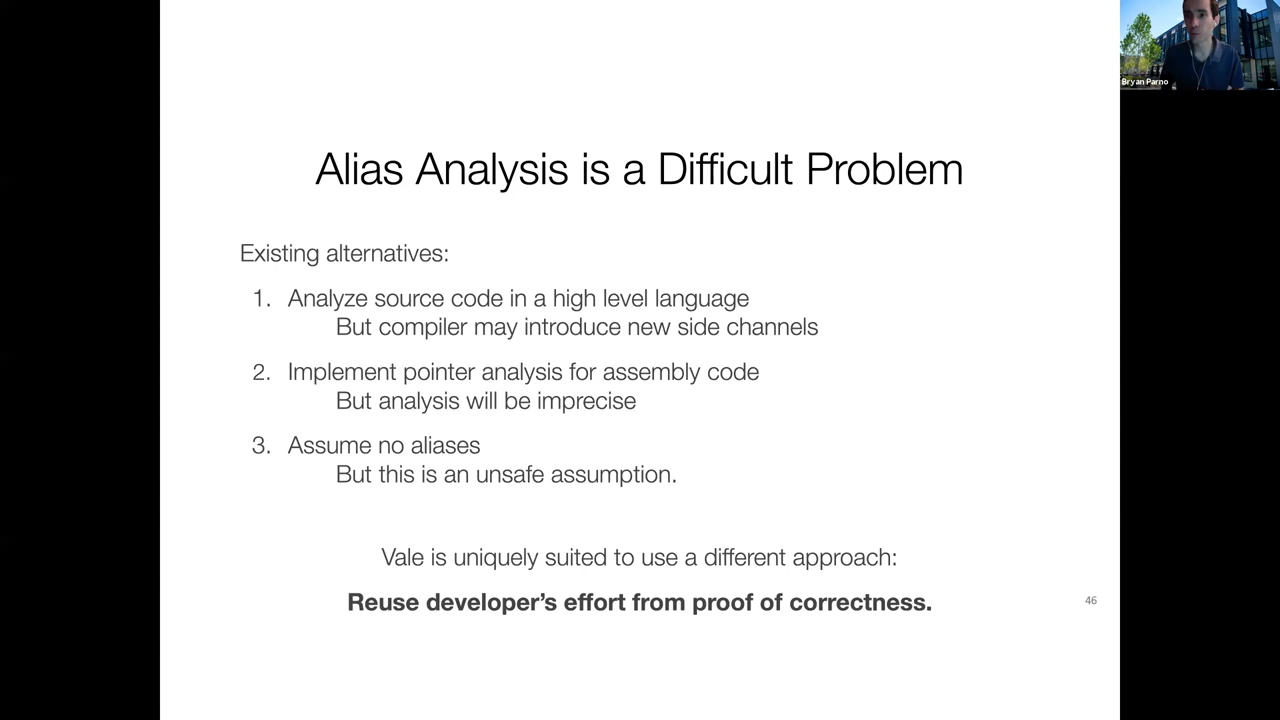 Bryan Parno
Alias Analysis is a Difficult Problem
Existing alternatives:
1. Analyze source code in a high level language
But compiler may introduce new side channels
2. Implement pointer analysis for assembly code
But analysis will be imprecise
3. Assume no aliases
But this is an unsafe assumption.
Vale is uniquely suited to use a different approach:
Reuse developer's effort from proof of correctness.
46